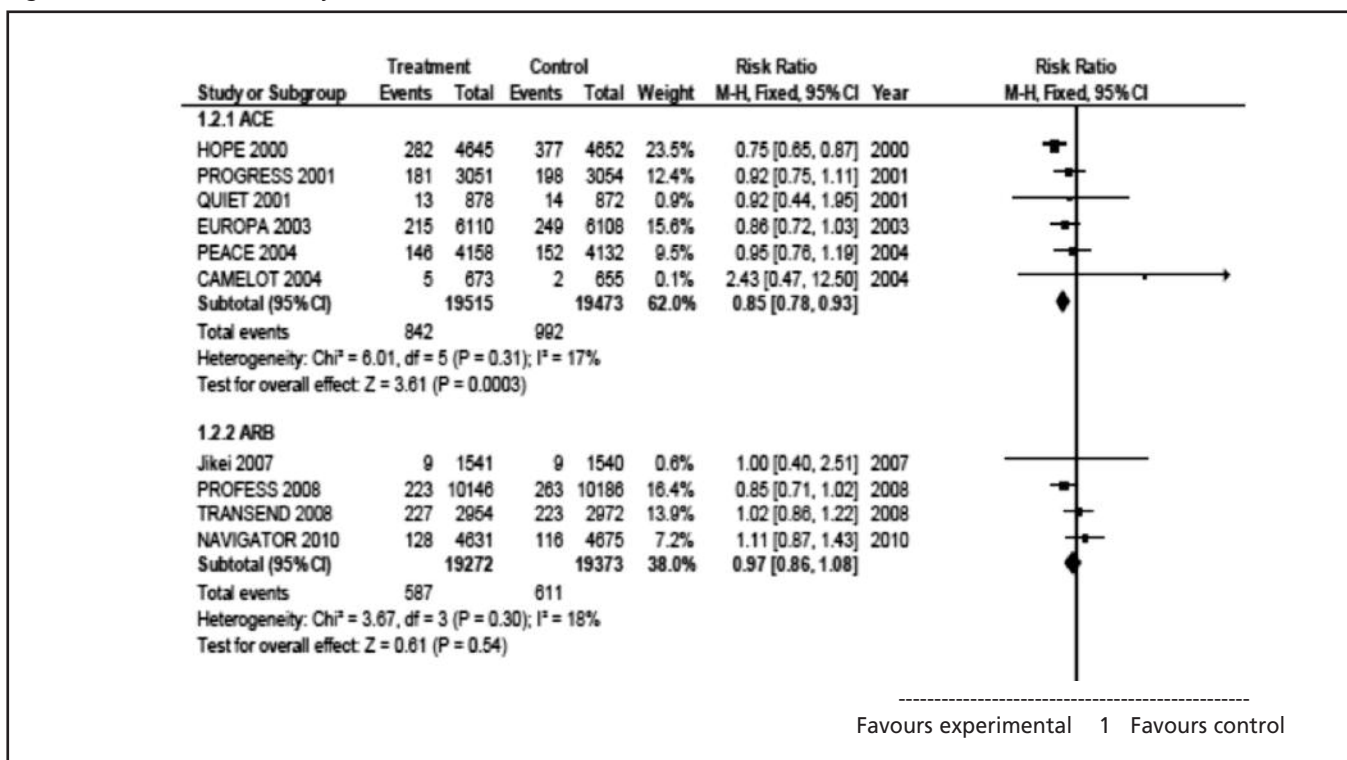 Treatment Control Risk Ratio Risk Ratio
Study or Subgroup Events Total Events Total Weight M-H, Fixed, 95% CI Year M-H, Fixed, 95% CI
1.2.1 ACE
HOPE 2000 282 4645 377 4652 23.5% 0.75 [0.65, 0.87] 2000
PROGRESS 2001 181 3051 198 3054 12.4% 0.92 [0.75, 1.11] 2001
QUIET 2001 13 878 14 872 0.9% 0.92 [0.44, 1.95] 2001
EUROPA 2003 215 6110 249 6108 15.6% 0.86 [0.72, 1.03] 2003
PEACE 2004 146 4158 152 4132 9.5% 0.95 [0.76, 1.19] 2004
CAMELOT 2004 5 673 2 655 0.1% 2.43 [0.47, 12.50] 2004
Subtotal (95% CI) 19515 19473 62.0% 0.85 [0.78, 0.93]
Total events 842 992
Heterogeneity: Chi² = 6.01, df = 5 (P = 0.31); I² = 17%
Test for overall effect: Z = 3.61 (P = 0.0003)
1.2.2 ARB
Jikei 2007 9 1541 9 1540 0.6% 1.00 [0.40, 2.51] 2007
PROFESS 2008 223 10146 263 10186 16.4% 0.85 [0.71, 1.02] 2008
TRANSEND 2008 227 2954 223 2972 13.9% 1.02 [0.86, 1.22] 2008
NAVIGATOR 2010 128 4631 116 4675 7.2% 1.11 [0.87, 1.43] 2010
Subtotal (95% CI) 19272 19373 38.0% 0.97 [0.86, 1.08]
Total events 587 611
Heterogeneity: Chi² = 3.67, df = 3 (P = 0.30); I² = 18%
Test for overall effect: Z = 0.61 (P = 0.54)
Favours experimental 1 Favours control